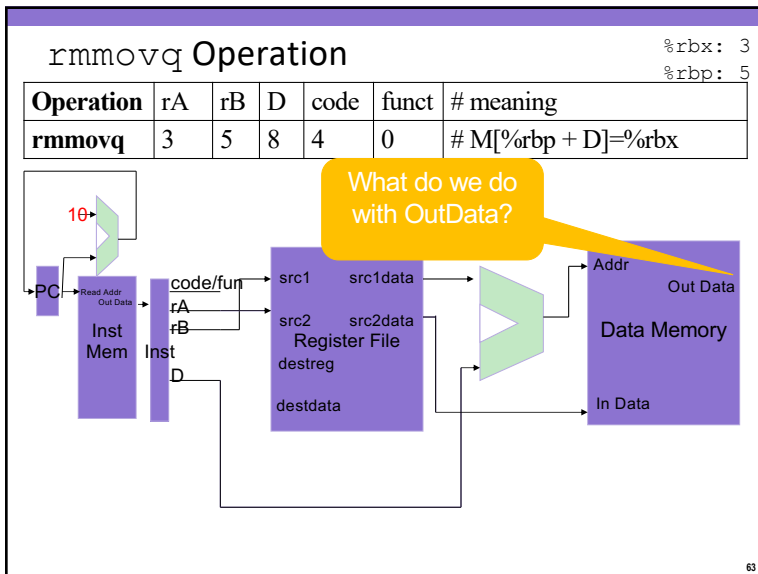 rmmovq Operation
%rbx: 3
%rbp: 5
Operation rA rB D code funct # meaning
rmmovq 3 5 8 4 0 # M[%rbp + D]=%rbx
What do we do
with OutData?
10
PC
Read Addr
Out Data
Inst
Mem
Inst
code/fun
rA
rB
D
src1
src1data
src2
src2data
Register File
destreg
destdata
Addr
Out Data
Data Memory
In Data
63